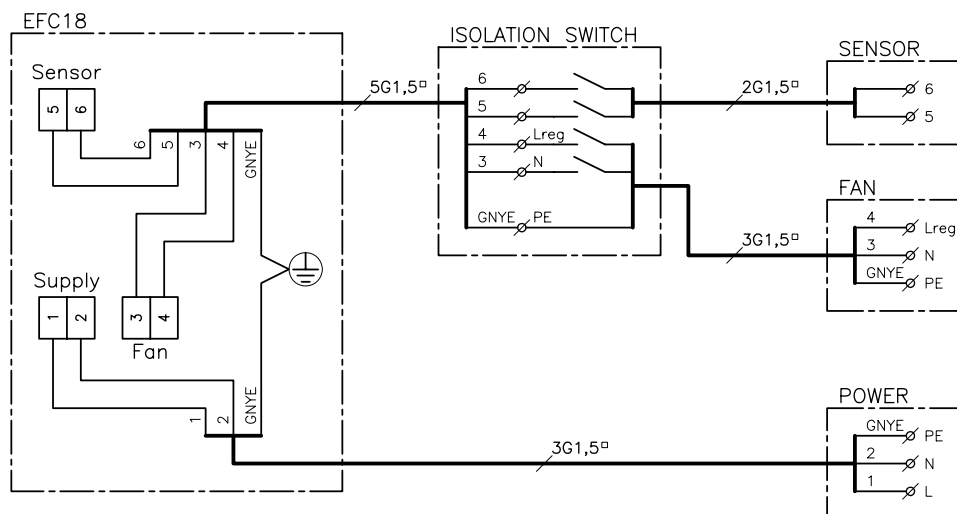 EFC18
Sensor
5 6
6 5 3 4 GNYE
Supply
1 2
3 4
Fan
1 2 GNYE
5G1,5▫
ISOLATION SWITCH
6
5
4 Lreg
3 N
GNYE PE
2G1,5▫
SENSOR
6
5
3G1,5▫
FAN
4 Lreg
3 N
GNYE PE
3G1,5▫
POWER
GNYE PE
2 N
1 L